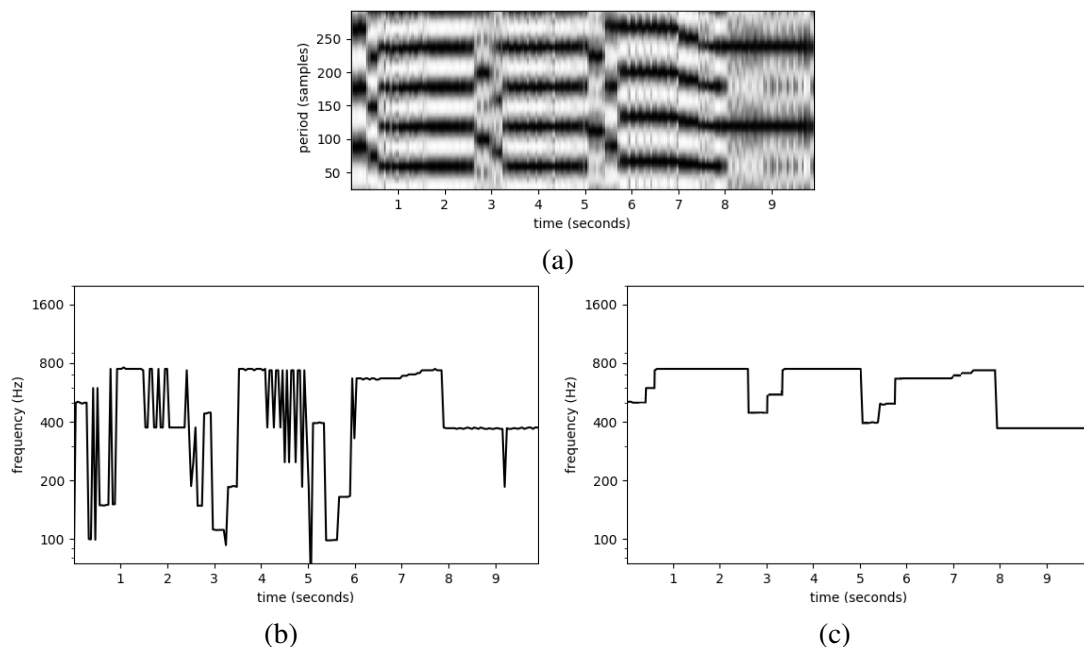 250
200
150
100
50
period (samples)
1 2 3 4 5 6 7 8 9
time (seconds)
(a)
1600
800
400
200
100
frequency (Hz)
1 2 3 4 5 6 7 8 9
time (seconds)
(b)
1600
800
400
200
100
frequency (Hz)
1 2 3 4 5 6 7 8 9
time (seconds)
(c)